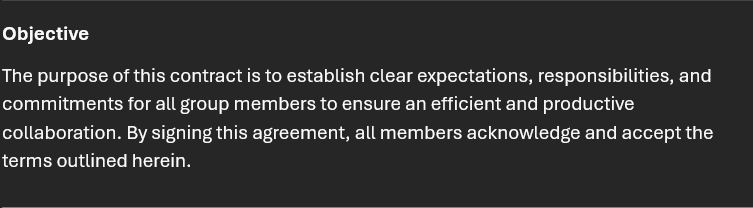 Objective
The purpose of this contract is to establish clear expectations, responsibilities, and
commitments for all group members to ensure an efficient and productive
collaboration. By signing this agreement, all members acknowledge and accept the
terms outlined herein.